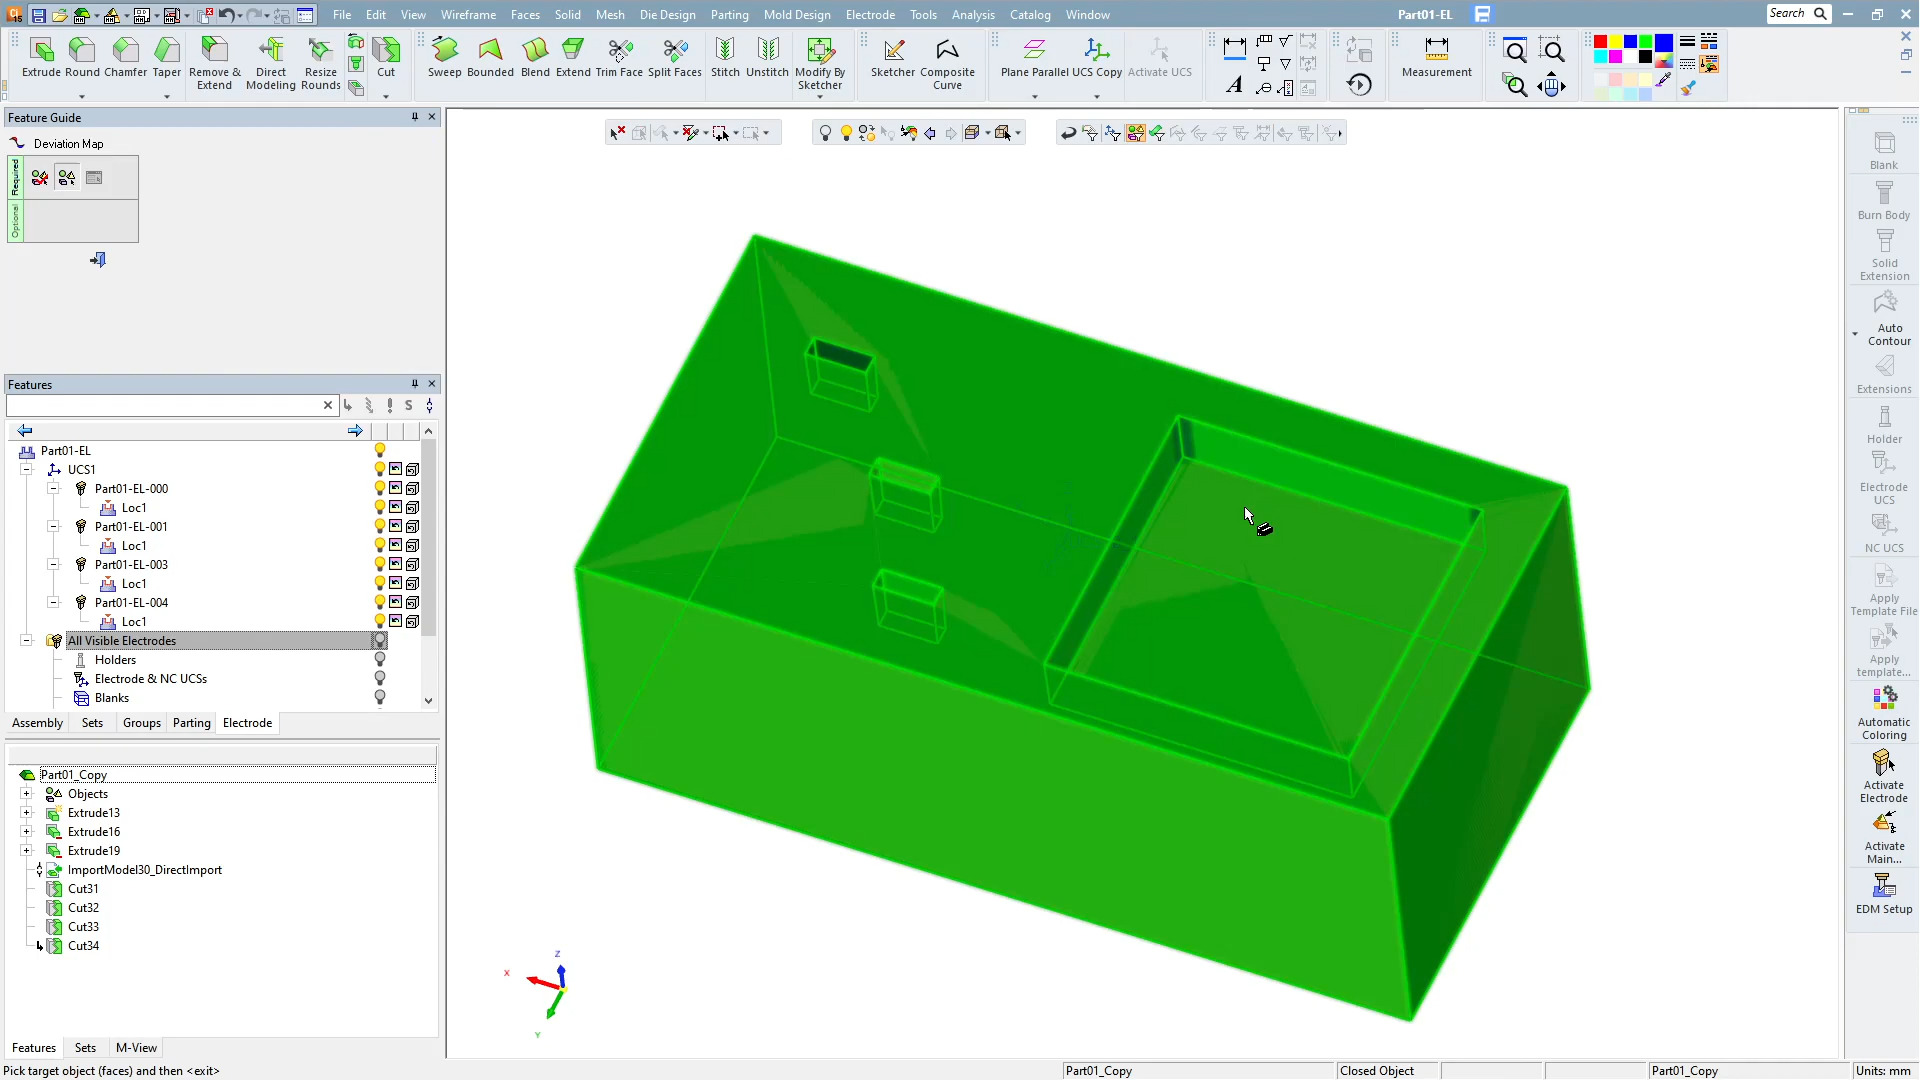 File Edit View Wireframe Faces Solid Mesh Die Design Parting Mold Design Electrode Tools Analysis Catalog Window Part01-EL Search
Extrude Round Chamfer Taper Remove & Extend Direct Modeling Resize Rounds Cut Sweep Bounded Blend Extend Trim Face Split Faces Stitch Unstitch Modify By Sketcher Sketcher Composite Curve Plane Parallel UCS Copy Activate UCS Measurement
Feature Guide
Deviation Map
Required
Optional
Features
Part01-EL
UCS1
Part01-EL-000
Loc1
Part01-EL-001
Loc1
Part01-EL-003
Loc1
Part01-EL-004
Loc1
All Visible Electrodes
Holders
Electrode & NC UCSs
Blanks
Assembly Sets Groups Parting Electrode
Part01_Copy
Objects
Extrude13
Extrude16
Extrude19
ImportModel30_DirectImport
Cut31
Cut32
Cut33
Cut34
Features Sets M-View
Z
X
Y
Blank
Burn Body
Solid Extension
Auto Contour
Extensions
Holder
Electrode UCS
NC UCS
Apply Template File
Apply template...
Automatic Coloring
Activate Electrode
Activate Main...
EDM Setup
Pick target object (faces) and then <exit> Part01_Copy Closed Object Part01_Copy Units: mm